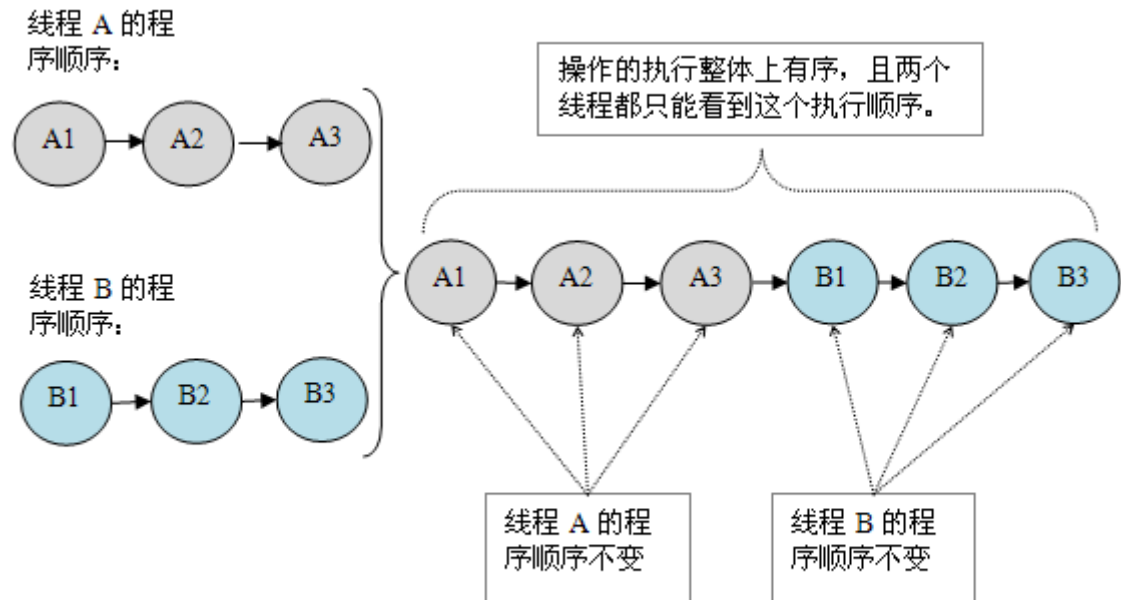 线程 A 的程
序顺序：
A1
A2
A3
操作的执行整体上有序，且两个
线程都只能看到这个执行顺序。
线程 B 的程
序顺序：
B1
B2
B3
A1
A2
A3
B1
B2
B3
线程 A 的程
序顺序不变
线程 B 的程
序顺序不变